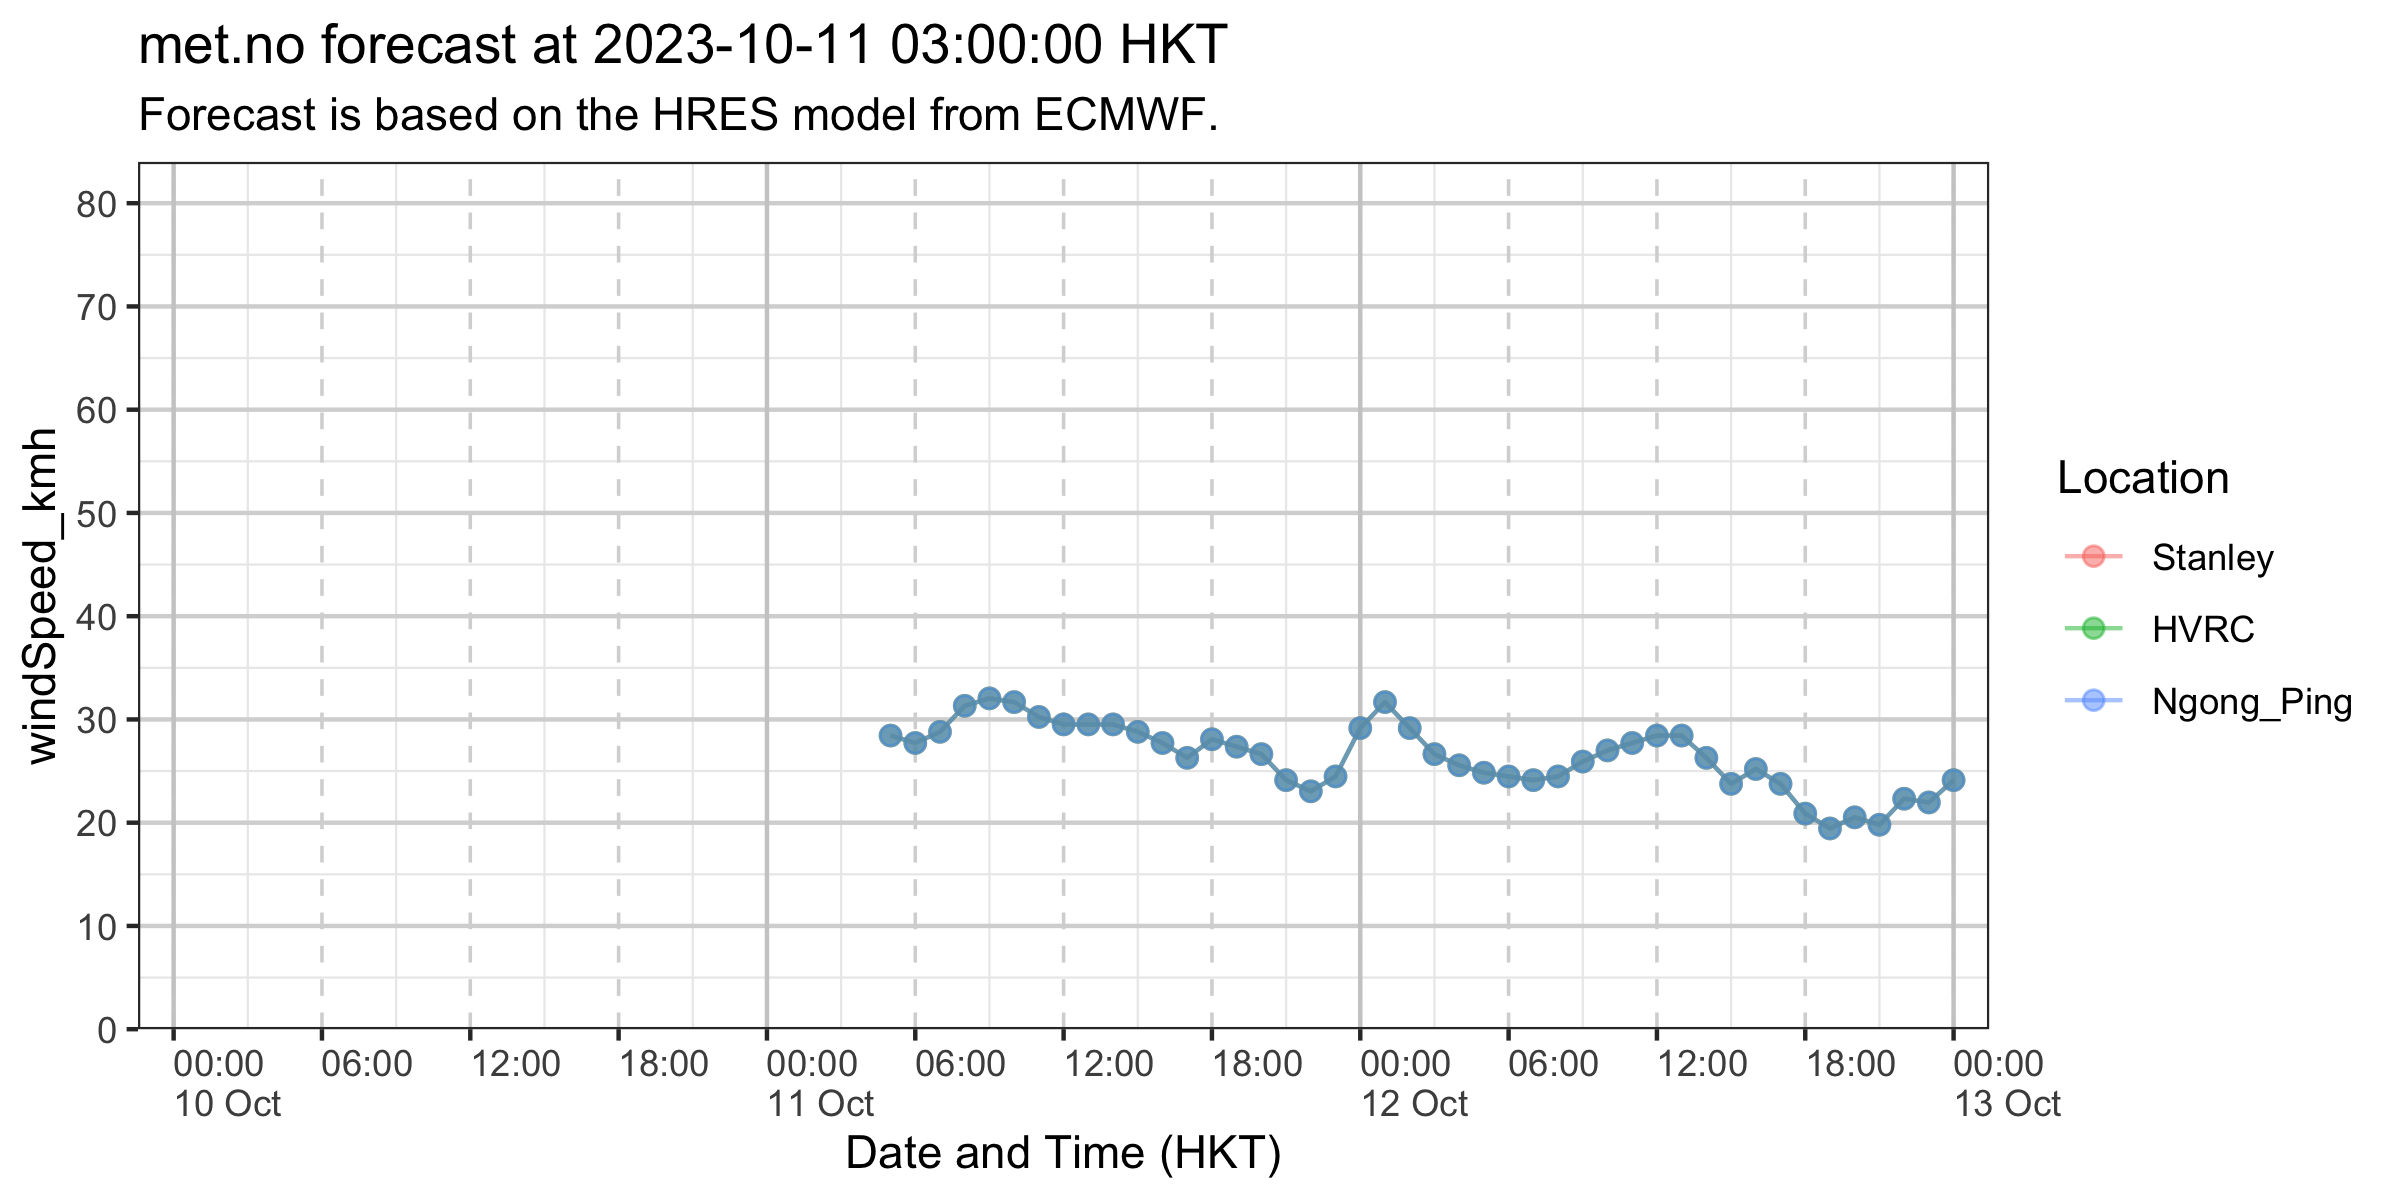 met.no forecast at 2023-10-11 03:00:00 HKT
Forecast is based on the HRES model from ECMWF.
windSpeed_kmh
80
70
60
50
40
30
20
10
0
00:00 06:00 12:00 18:00 00:00 06:00 12:00 18:00 00:00 06:00 12:00 18:00 00:00
10 Oct 11 Oct 12 Oct 13 Oct
Date and Time (HKT)
Location
Stanley
HVRC
Ngong_Ping